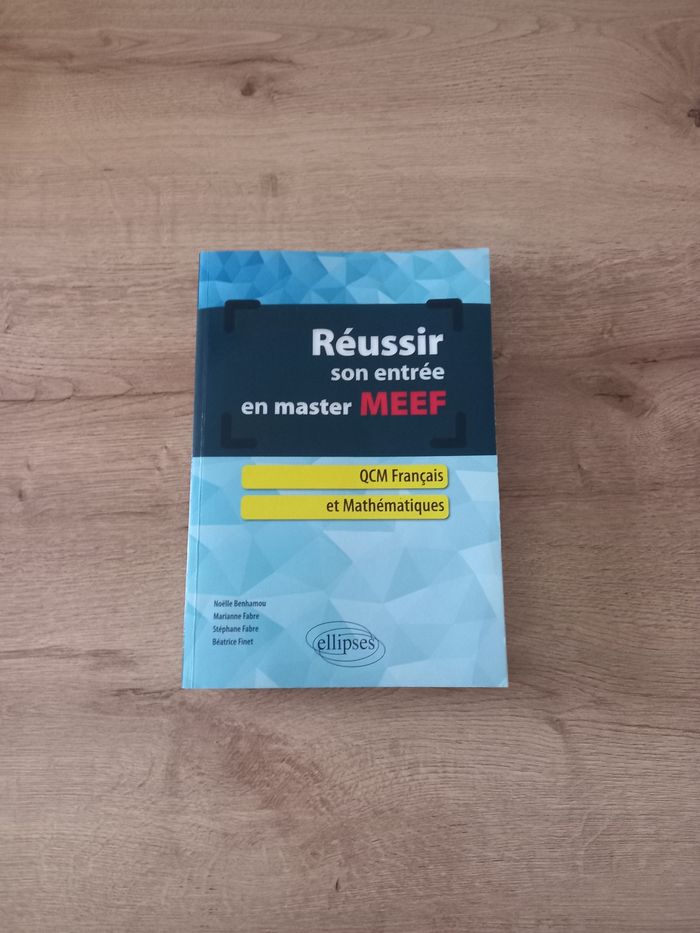 Réussir
son entrée
en master MEEF
QCM Français
et Mathématiques
Noëlle Benhamou
Marianne Fabre
Stéphane Fabre
Béatrice Finet
ellipses